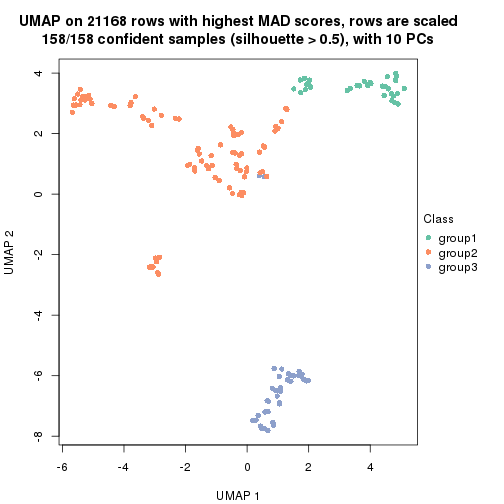 UMAP on 21168 rows with highest MAD scores, rows are scaled
158/158 confident samples (silhouette > 0.5), with 10 PCs
4
2
0
-2
-4
-6
-8
UMAP 2
-6
-4
-2
0
2
4
UMAP 1
Class
group1
group2
group3